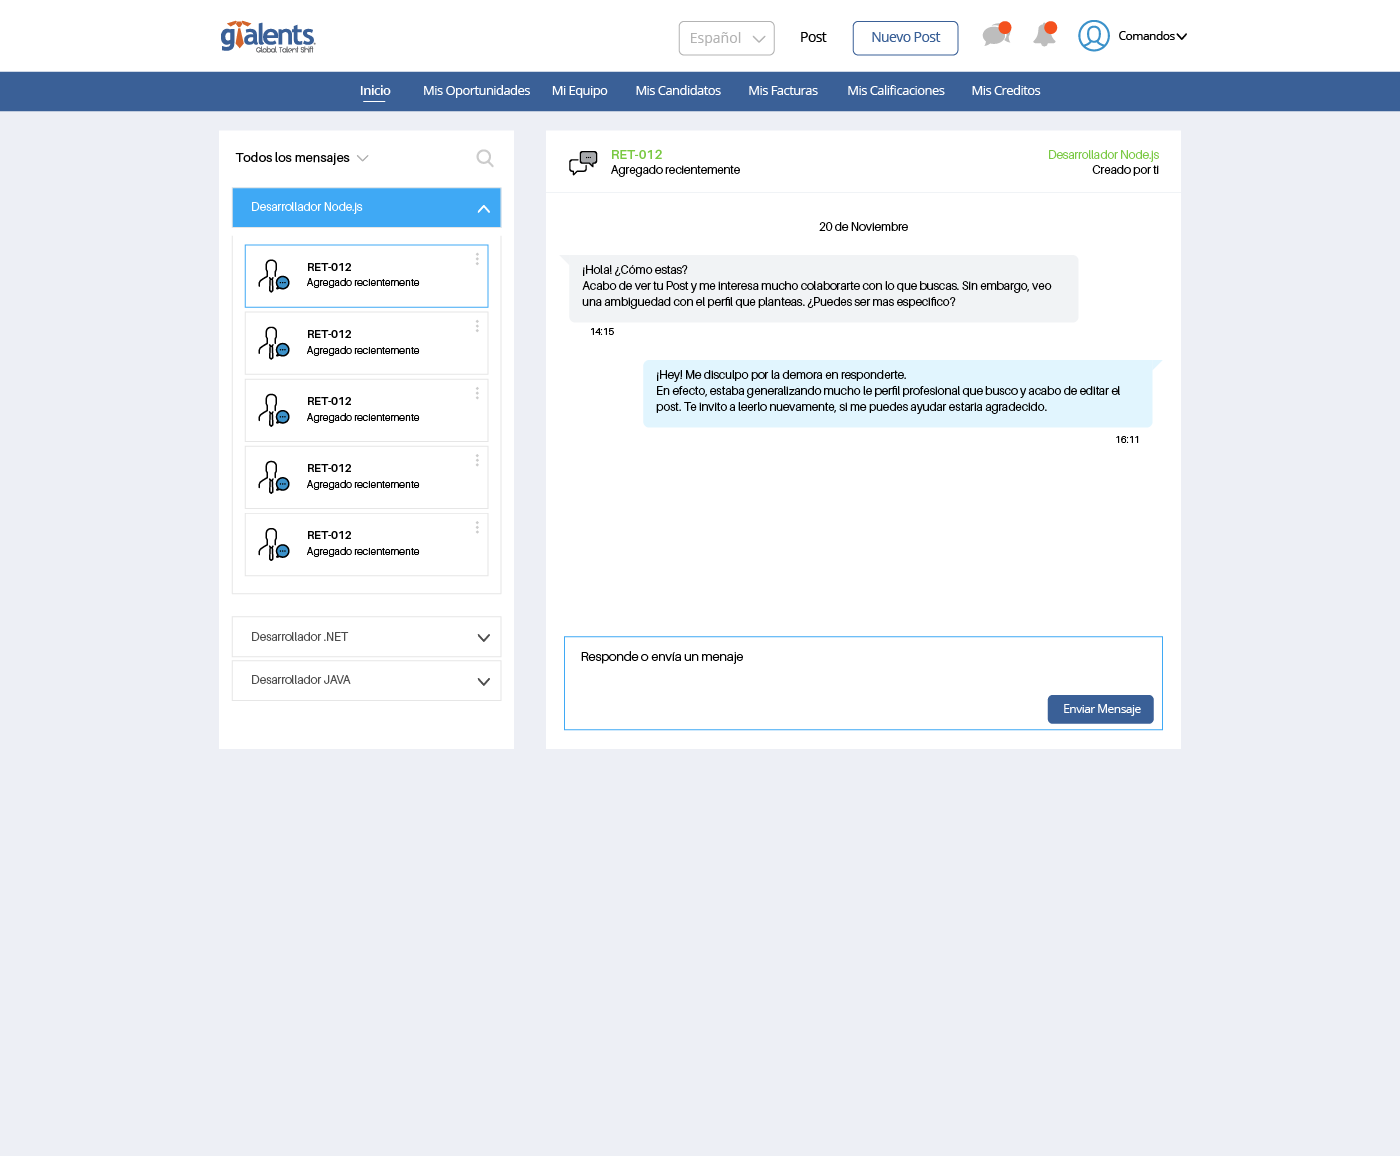 gtalents
Global Talent Shift
Español
Post
Nuevo Post
Comandos
Inicio
Mis Oportunidades
Mi Equipo
Mis Candidatos
Mis Facturas
Mis Calificaciones
Mis Creditos
Todos los mensajes
Desarrollador Node.js
RET-012
Agregado recientemente
RET-012
Agregado recientemente
RET-012
Agregado recientemente
RET-012
Agregado recientemente
RET-012
Agregado recientemente
Desarrollador .NET
Desarrollador JAVA
RET-012
Agregado recientemente
Desarrollador Node.js
Creado por ti
20 de Noviembre
¡Hola! ¿Cómo estas?
Acabo de ver tu Post y me interesa mucho colaborarte con lo que buscas. Sin embargo, veo
una ambiguedad con el perfil que planteas. ¿Puedes ser mas especifico?
14:15
¡Hey! Me disculpo por la demora en responderte.
En efecto, estaba generalizando mucho le perfil profesional que busco y acabo de editar el
post. Te invito a leerlo nuevamente, si me puedes ayudar estaria agradecido.
16:11
Responde o envía un menaje
Enviar Mensaje